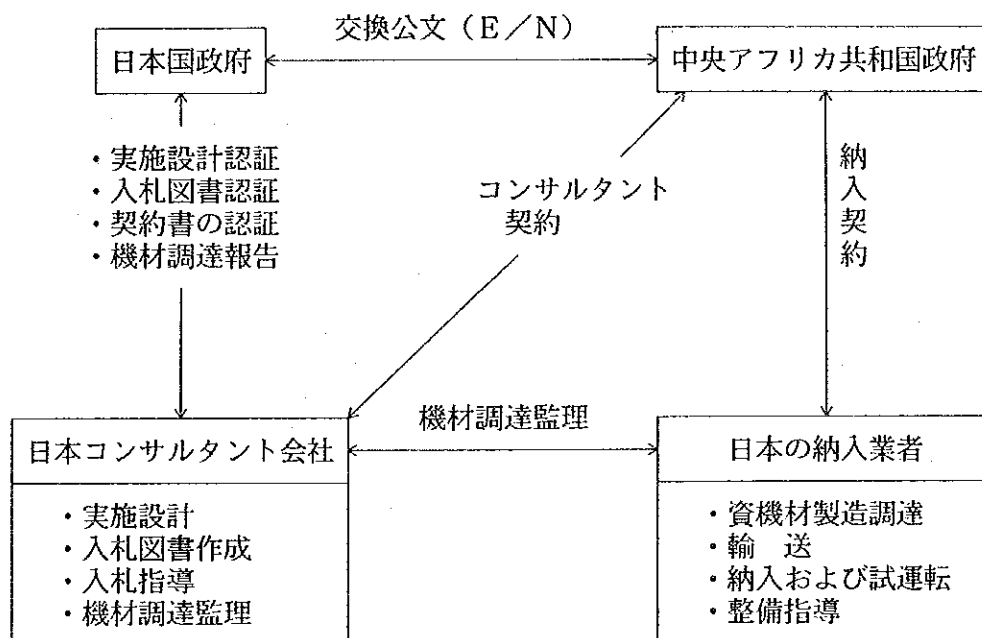 交換公文（E／N）
日本国政府
中央アフリカ共和国政府
・実施設計認証
・入札図書認証
・契約書の認証
・機材調達報告
コンサルタント
契約
納入契約
機材調達監理
日本コンサルタント会社
・実施設計
・入札図書作成
・入札指導
・機材調達監理
日本の納入業者
・資機材製造調達
・輸　送
・納入および試運転
・整備指導